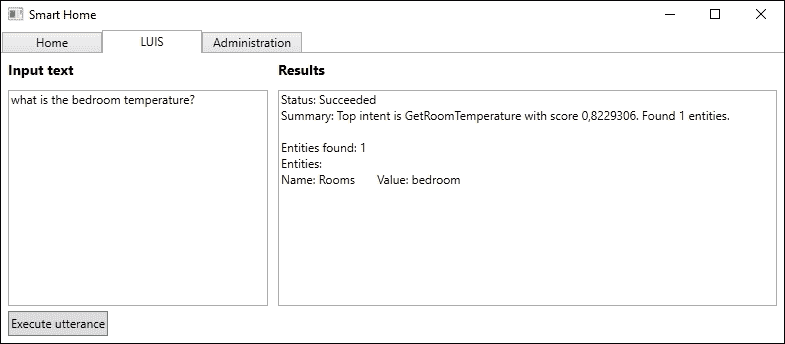 Smart Home
Home LUIS Administration
Input text Results
what is the bedroom temperature?
Status: Succeeded
Summary: Top intent is GetRoomTemperature with score 0,8229306. Found 1 entities.
Entities found: 1
Entities:
Name: Rooms Value: bedroom
Execute utterance